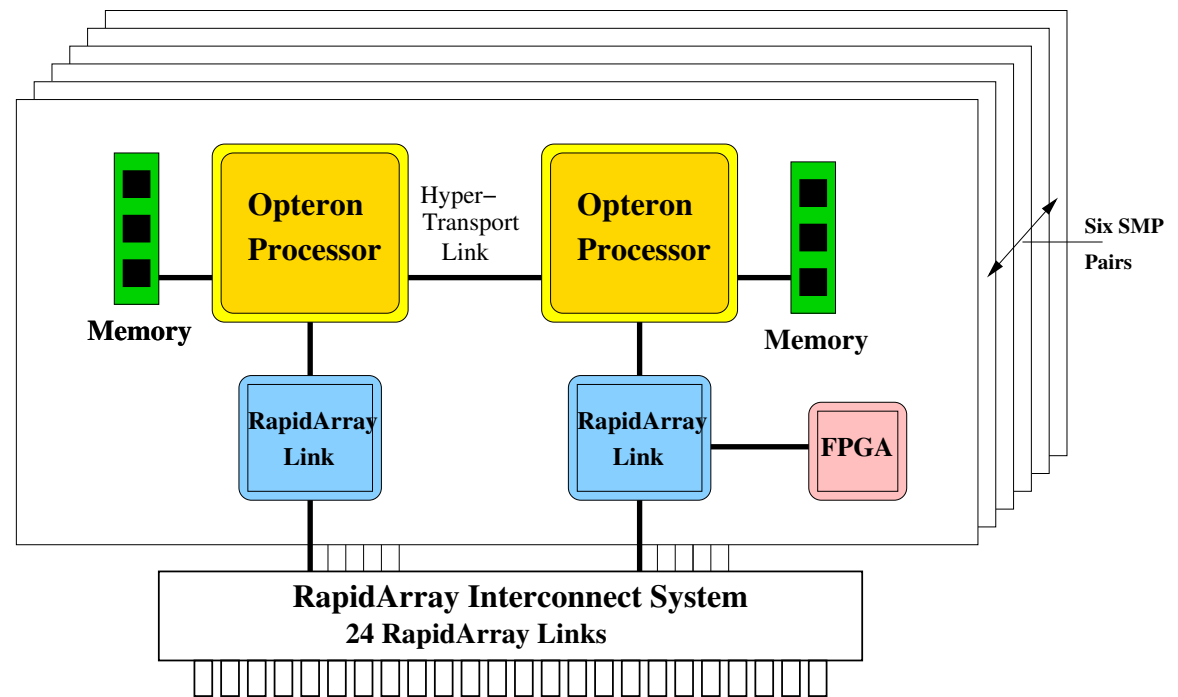 Opteron
Processor
Hyper−
Transport
Link
Opteron
Processor
Six SMP
Pairs
Memory
Memory
RapidArray
Link
RapidArray
Link
FPGA
RapidArray Interconnect System
24 RapidArray Links